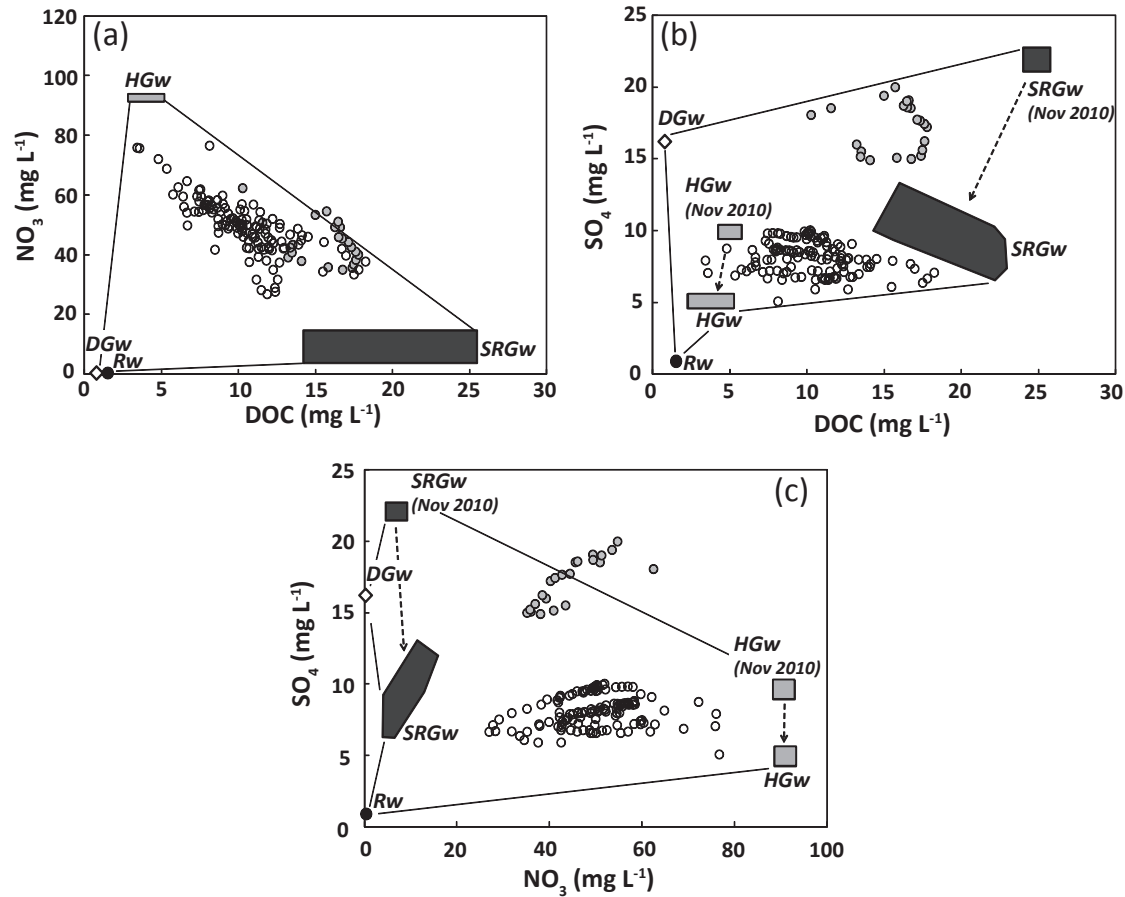 (a)
120
100
80
60
40
20
0
NO3 (mg L-1)
HGw
DGw
Rw
SRGw
0 5 10 15 20 25 30
DOC (mg L-1)
(b)
25
20
15
10
5
0
SO4 (mg L-1)
SRGw
(Nov 2010)
DGw
HGw
(Nov 2010)
SRGw
HGw
Rw
0 5 10 15 20 25 30
DOC (mg L-1)
(c)
25
20
15
10
5
0
SO4 (mg L-1)
SRGw
(Nov 2010)
DGw
HGw
(Nov 2010)
SRGw
HGw
Rw
0 20 40 60 80 100
NO3 (mg L-1)